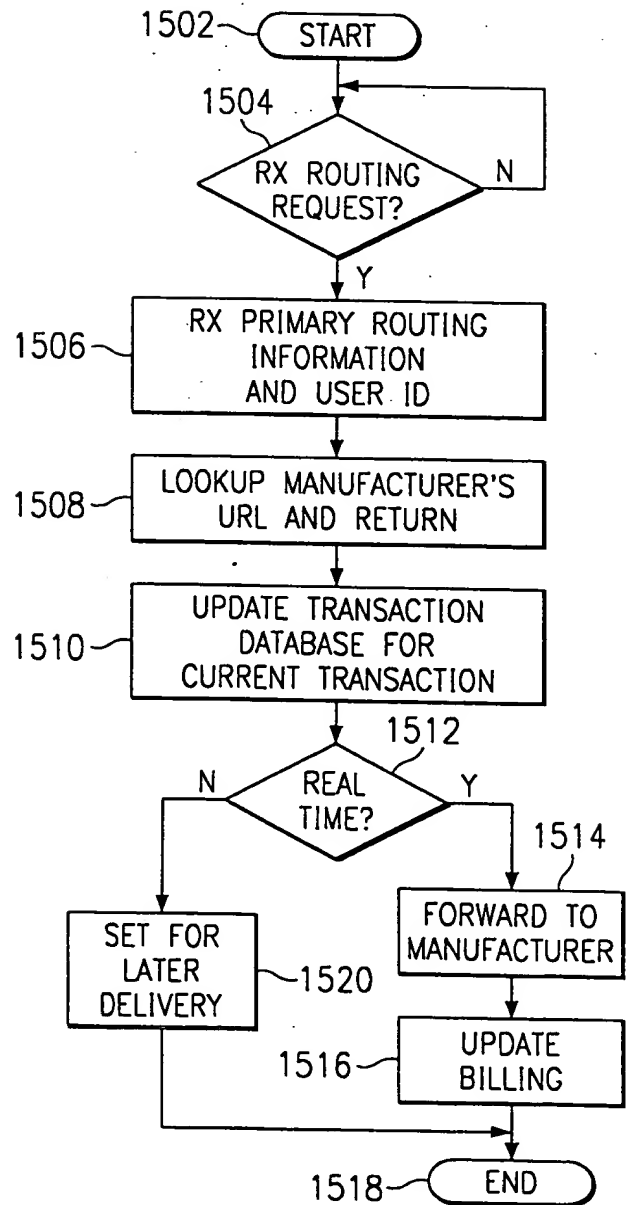 1502
START
1504
RX ROUTING
REQUEST?
N
Y
1506
RX PRIMARY ROUTING
INFORMATION
AND USER ID
1508
LOOKUP MANUFACTURER'S
URL AND RETURN
1510
UPDATE TRANSACTION
DATABASE FOR
CURRENT TRANSACTION
1512
N
REAL
TIME?
Y
1514
SET FOR
LATER
DELIVERY
1520
FORWARD TO
MANUFACTURER
1516
UPDATE
BILLING
1518
END